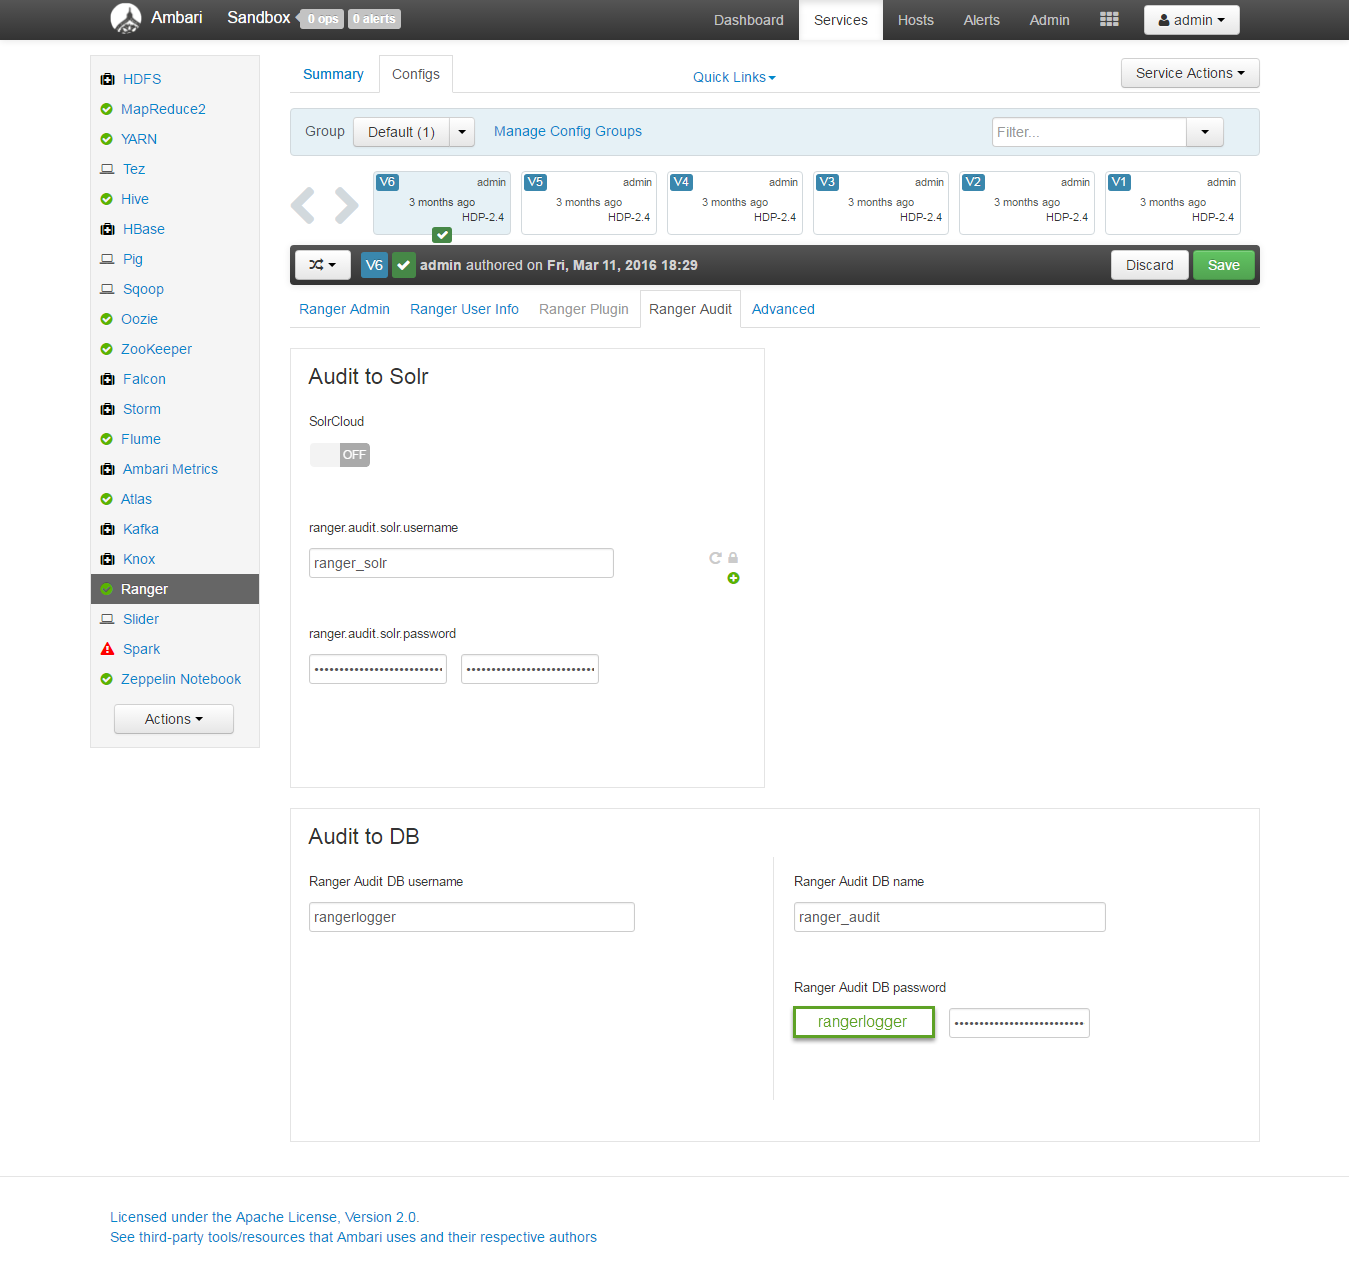 Ambari Sandbox 0 ops 0 alerts Dashboard Services Hosts Alerts Admin admin
HDFS
MapReduce2
YARN
Tez
Hive
HBase
Pig
Sqoop
Oozie
ZooKeeper
Falcon
Storm
Flume
Ambari Metrics
Atlas
Kafka
Knox
Ranger
Slider
Spark
Zeppelin Notebook
Actions
Summary Configs Quick Links Service Actions
Group Default (1) Manage Config Groups Filter...
V6 admin
3 months ago
HDP-2.4
V5 admin
3 months ago
HDP-2.4
V4 admin
3 months ago
HDP-2.4
V3 admin
3 months ago
HDP-2.4
V2 admin
3 months ago
HDP-2.4
V1 admin
3 months ago
HDP-2.4
V6 admin authored on Fri, Mar 11, 2016 18:29 Discard Save
Ranger Admin Ranger User Info Ranger Plugin Ranger Audit Advanced
Audit to Solr
SolrCloud
OFF
ranger.audit.solr.username
ranger_solr
ranger.audit.solr.password
Audit to DB
Ranger Audit DB username
rangerlogger
Ranger Audit DB name
ranger_audit
Ranger Audit DB password
rangerlogger
Licensed under the Apache License, Version 2.0.
See third-party tools/resources that Ambari uses and their respective authors